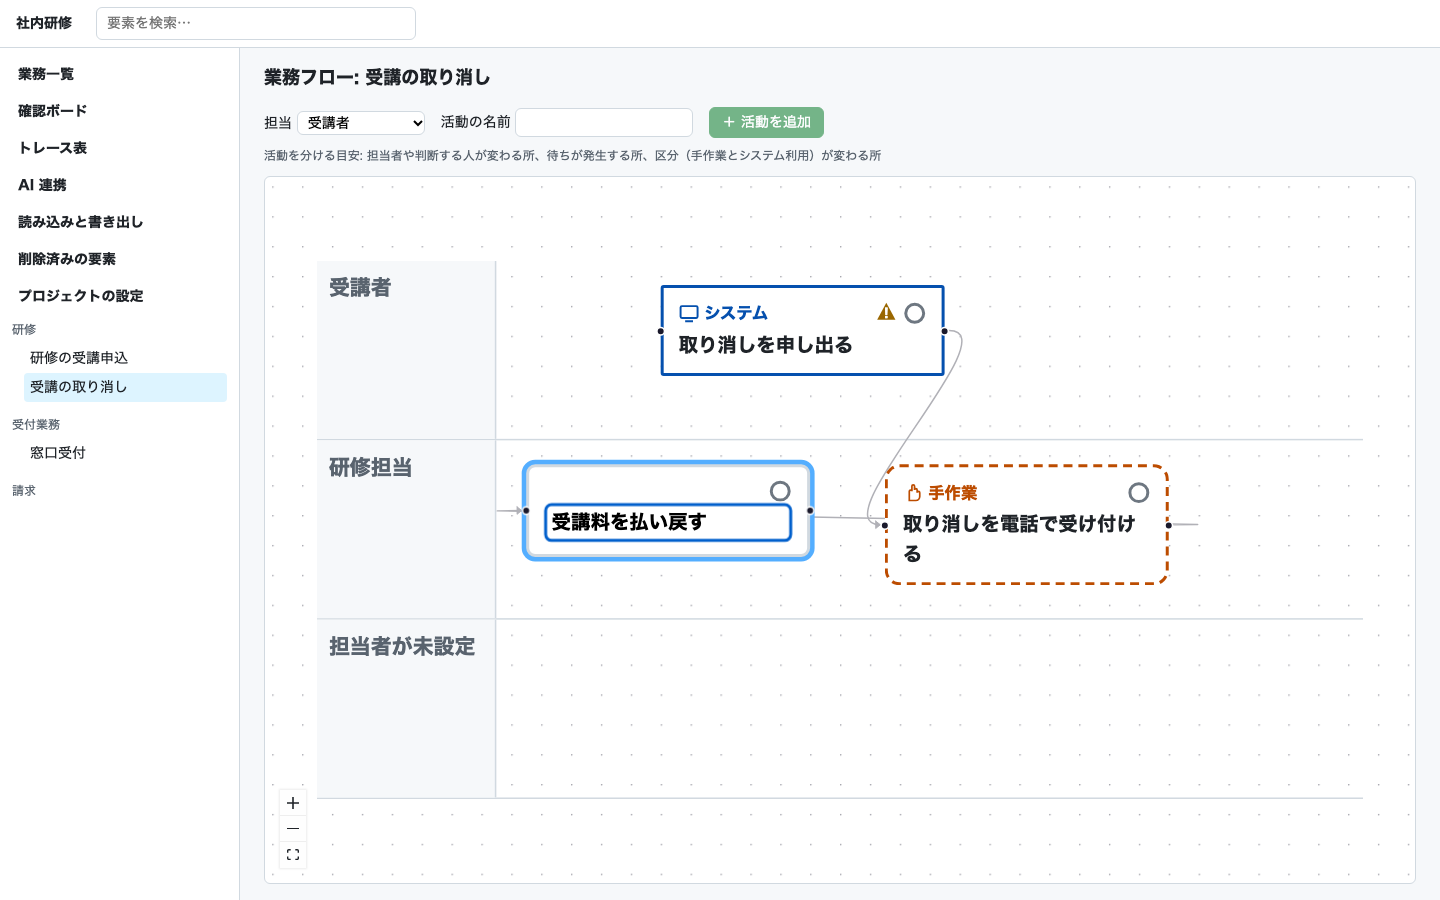 社内研修
要素を検索…
業務一覧
確認ボード
トレース表
AI 連携
読み込みと書き出し
削除済みの要素
プロジェクトの設定
研修
研修の受講申込
受講の取り消し
受付業務
窓口受付
請求
業務フロー: 受講の取り消し
担当 受講者 活動の名前 ＋ 活動を追加
活動を分ける目安: 担当者や判断する人が変わる所、待ちが発生する所、区分（手作業とシステム利用）が変わる所
受講者
システム
取り消しを申し出る
研修担当
受講料を払い戻す
手作業
取り消しを電話で受け付け
る
担当者が未設定